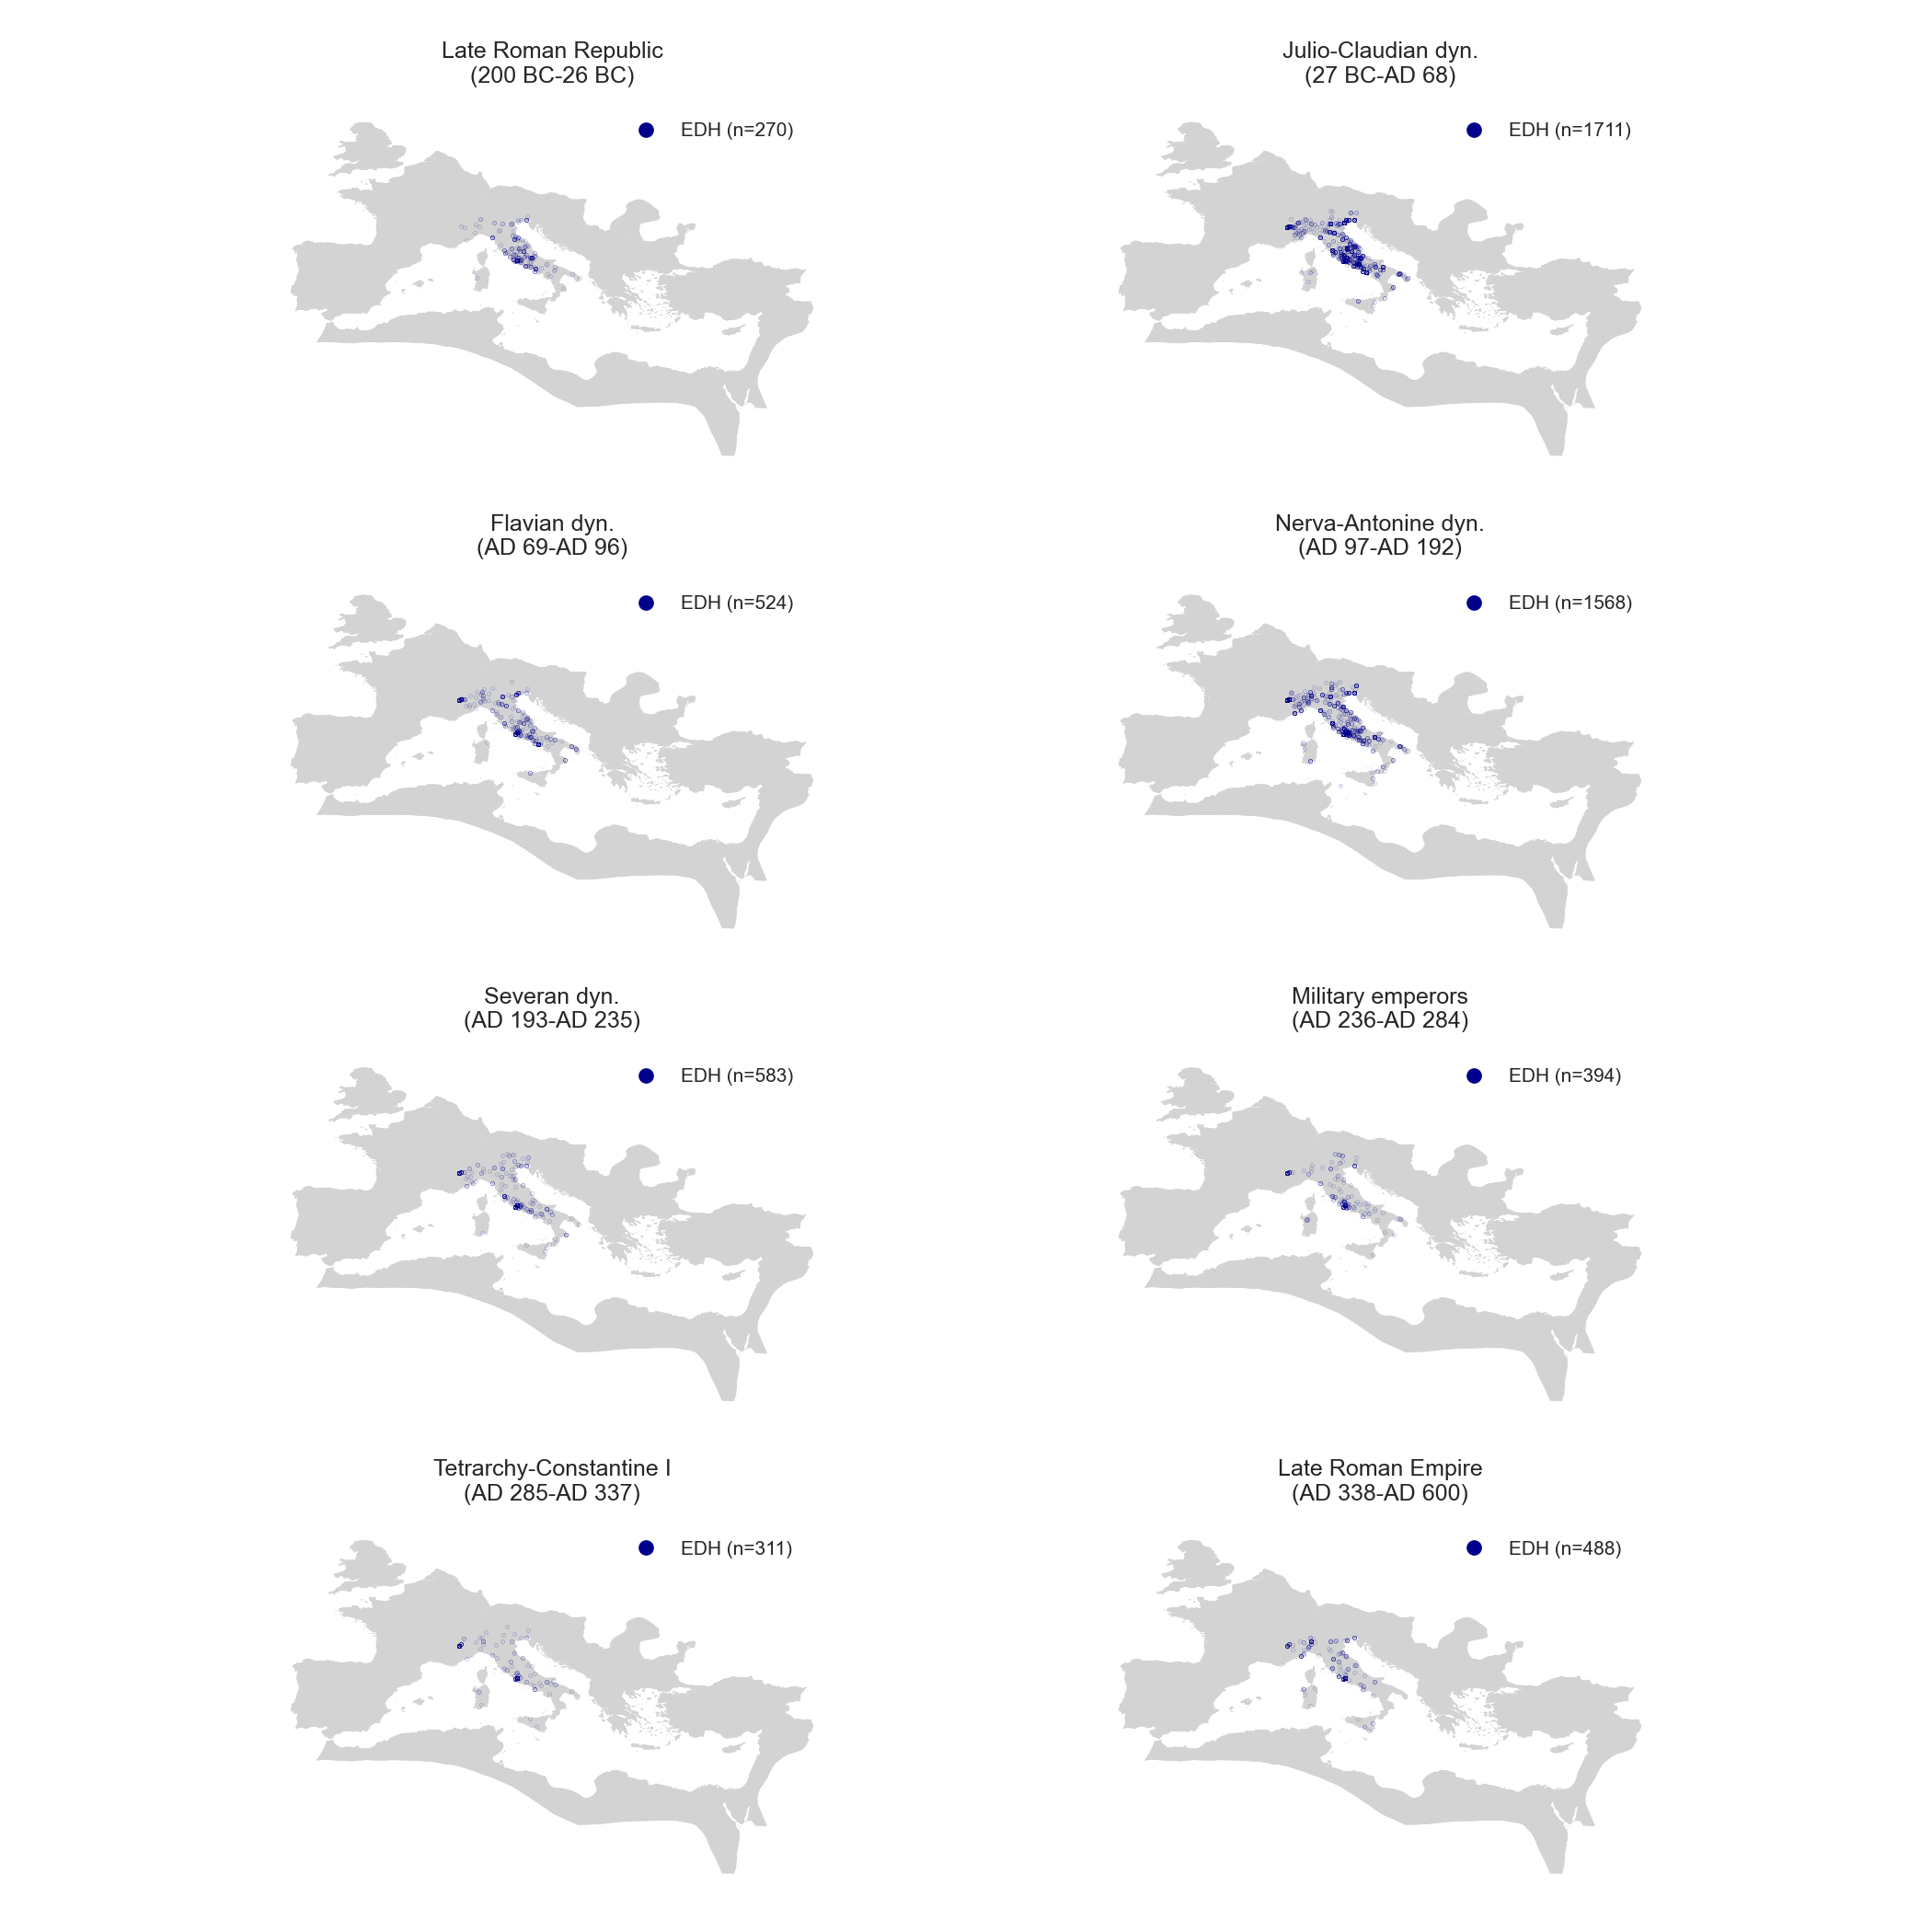 Late Roman Republic
(200 BC-26 BC)
EDH (n=270)
Julio-Claudian dyn.
(27 BC-AD 68)
EDH (n=1711)
Flavian dyn.
(AD 69-AD 96)
EDH (n=524)
Nerva-Antonine dyn.
(AD 97-AD 192)
EDH (n=1568)
Severan dyn.
(AD 193-AD 235)
EDH (n=583)
Military emperors
(AD 236-AD 284)
EDH (n=394)
Tetrarchy-Constantine I
(AD 285-AD 337)
EDH (n=311)
Late Roman Empire
(AD 338-AD 600)
EDH (n=488)